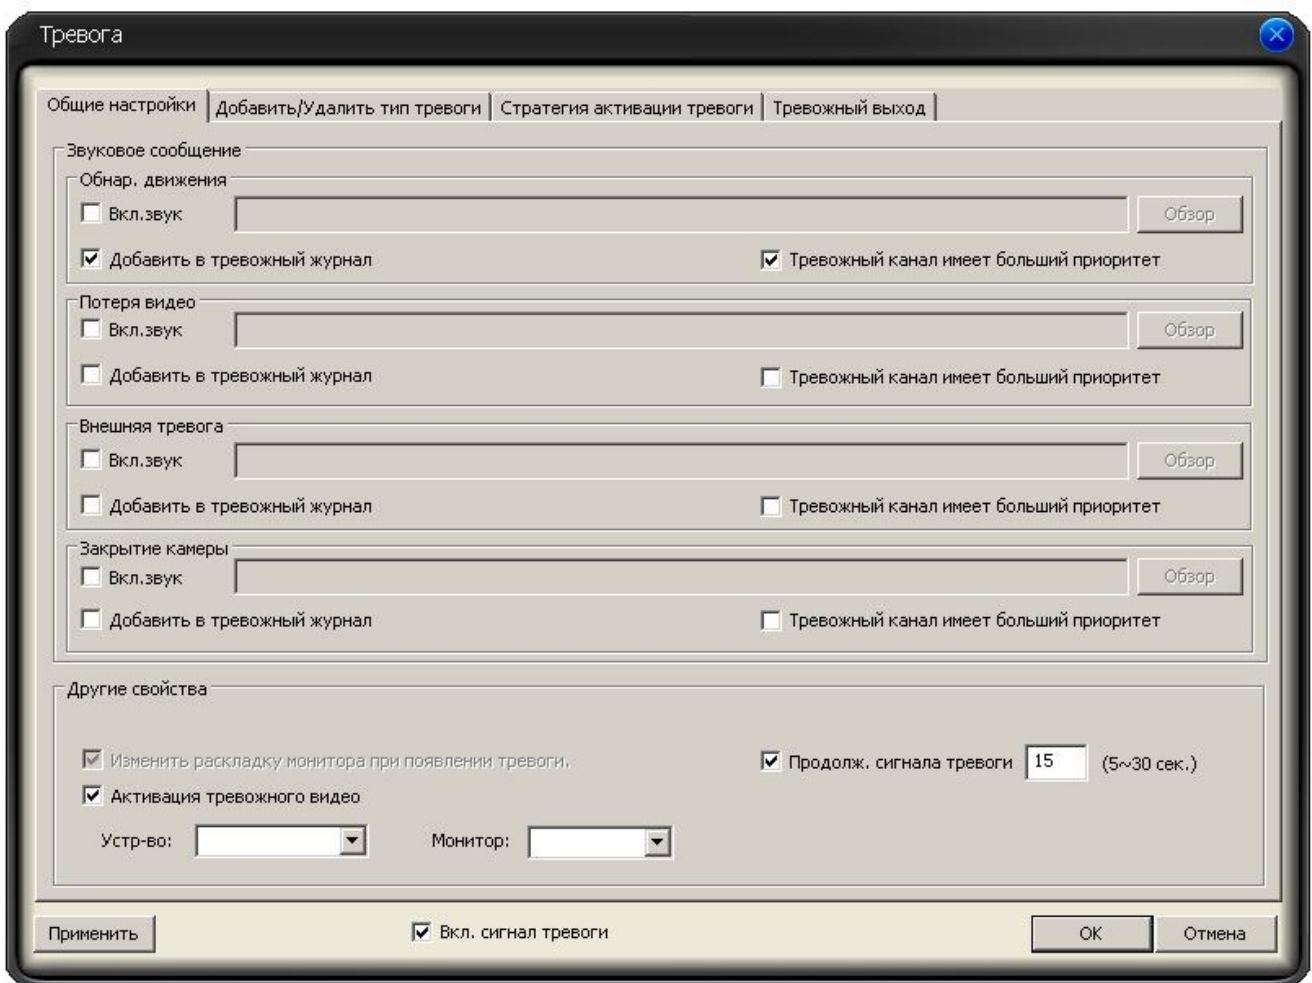 Тревога
Общие настройки Добавить/Удалить тип тревоги Стратегия активации тревоги Тревожный выход
Звуковое сообщение
Обнар. движения
Вкл.звук Обзор
Добавить в тревожный журнал Тревожный канал имеет больший приоритет
Потеря видео
Вкл.звук Обзор
Добавить в тревожный журнал Тревожный канал имеет больший приоритет
Внешняя тревога
Вкл.звук Обзор
Добавить в тревожный журнал Тревожный канал имеет больший приоритет
Закрытие камеры
Вкл.звук Обзор
Добавить в тревожный журнал Тревожный канал имеет больший приоритет
Другие свойства
Изменить раскладку монитора при появлении тревоги. Продолж. сигнала тревоги 15 (5~30 сек.)
Активация тревожного видео
Устр-во: Монитор:
Применить Вкл. сигнал тревоги OK Отмена